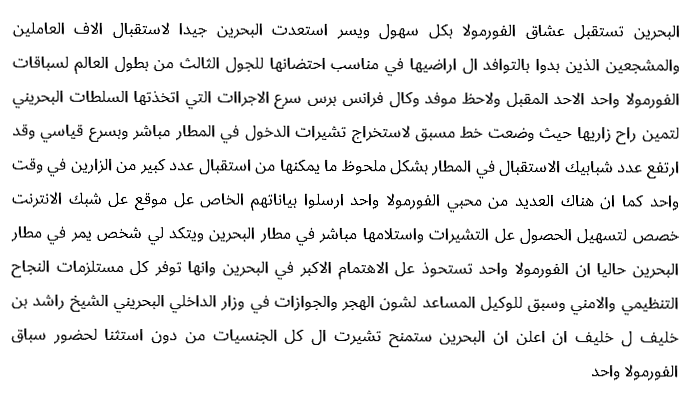 البحرين تستقبل عشاق الفورمولا بكل سهول ويسر استعدت البحرين جيدا لاستقبال الاف العاملين
والمشجعين الذين بدوا بالتوافد ال اراضيها في مناسب احتضانها للجول الثالث من بطول العالم لسباقات
الفورمولا واحد الاحد المقبل ولاحظ موفد وكال فرانس برس سرع الاجراات التي اتخذتها السلطات البحريني
لتمين راح زاريها حيث وضعت خط مسبق لاستخراج تشيرات الدخول في المطار مباشر وبسرع قياسي وقد
ارتفع عدد شبابيك الاستقبال في المطار بشكل ملحوظ ما يمكنها من استقبال عدد كبير من الزارين في وقت
واحد كما ان هناك العديد من محبي الفورمولا واحد ارسلوا بياناتهم الخاص عل موقع عل شبك الانترنت
خصص لتسهيل الحصول عل التشيرات واستلامها مباشر في مطار البحرين ويتكد لي شخص يمر في مطار
البحرين حاليا ان الفورمولا واحد تستحوذ عل الاهتمام الاكبر في البحرين وانها توفر كل مستلزمات النجاح
التنظيمي والامني وسبق للوكيل المساعد لشون الهجر والجوازات في وزار الداخلي البحريني الشيخ راشد بن
خليف ل خليف ان اعلن ان البحرين ستمنح تشيرت ال كل الجنسيات من دون استثنا لحضور سباق
الفورمولا واحد